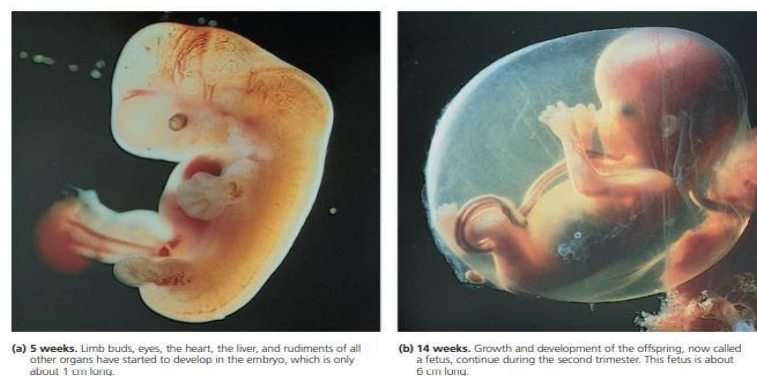 (a) 5 weeks. Limb buds, eyes, the heart, the liver, and rudiments of all
other organs have started to develop in the embryo, which is only
about 1 cm long.
(b) 14 weeks. Growth and development of the offspring, now called
a fetus, continue during the second trimester. This fetus is about
6 cm long.